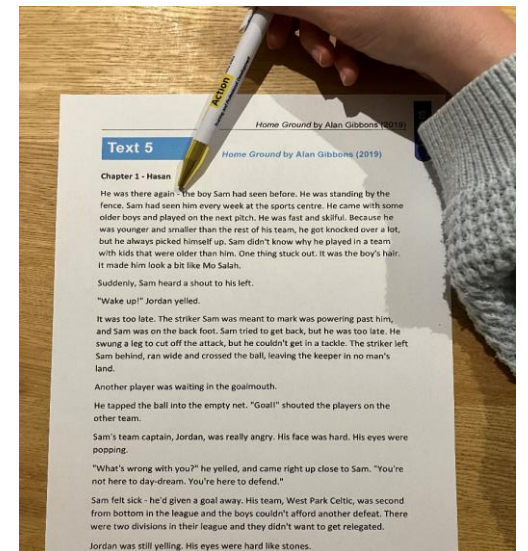 Action
Home Ground by Alan Gibbons (2019)
Text 5
Home Ground by Alan Gibbons (2019)
Chapter 1 - Hasan
He was there again - the boy Sam had seen before. He was standing by the
fence. Sam had seen him every week at the sports centre. He came with some
older boys and played on the next pitch. He was fast and skilful. Because he
was younger and smaller than the rest of his team, he got knocked over a lot,
but he always picked himself up. Sam didn't know why he played in a team
with kids that were older than him. One thing stuck out. It was the boy's hair.
It made him look a bit like Mo Salah.
Suddenly, Sam heard a shout to his left.
"Wake up!" Jordan yelled.
It was too late. The striker Sam was meant to mark was powering past him,
and Sam was on the back foot. Sam tried to get back, but he was too late. He
swung a leg to cut off the attack, but he couldn't get in a tackle. The striker left
Sam behind, ran wide and crossed the ball, leaving the keeper in no man's
land.
Another player was waiting in the goalmouth.
He tapped the ball into the empty net. "Goal!" shouted the players on the
other team.
Sam's team captain, Jordan, was really angry. His face was hard. His eyes were
popping.
"What's wrong with you?" he yelled, and came right up close to Sam. "You're
not here to day-dream. You're here to defend."
Sam felt sick - he'd given a goal away. His team, West Park Celtic, was second
from bottom in the league and the boys couldn't afford another defeat. There
were two divisions in their league and they didn't want to get relegated.
Jordan was still yelling. His eyes were hard like stones.